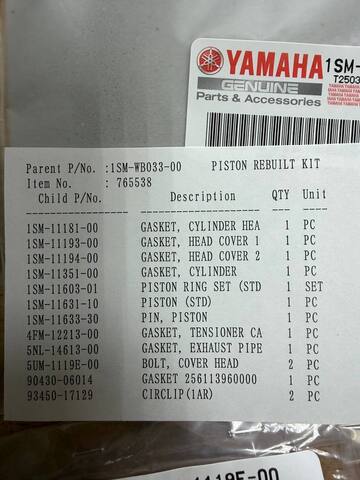 YAMAHA 1SM-
GENUINE T2503
Parts & Accessories
Parent P/No. :1SM-WB033-00 PISTON REBUILT KIT
Item No. : 765538
Child P/No. Description QTY Unit
1SM-11181-00 GASKET, CYLINDER HEA 1 PC
1SM-11193-00 GASKET, HEAD COVER 1 1 PC
1SM-11194-00 GASKET, HEAD COVER 2 1 PC
1SM-11351-00 GASKET, CYLINDER 1 PC
1SM-11603-01 PISTON RING SET (STD 1 SET
1SM-11631-10 PISTON (STD) 1 PC
1SM-11633-30 PIN, PISTON 1 PC
4FM-12213-00 GASKET, TENSIONER CA 1 PC
5NL-14613-00 GASKET, EXHAUST PIPE 1 PC
5UM-1119E-00 BOLT, COVER HEAD 2 PC
90430-06014 GASKET 256113960000 1 PC
93450-17129 CIRCLIP(1AR) 2 PC
1119E-00